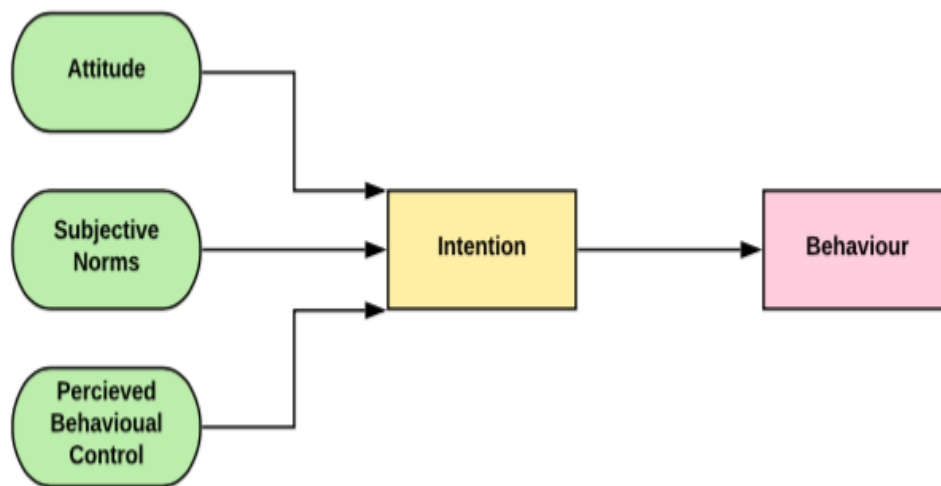 Attitude
Subjective
Norms
Intention
Behaviour
Percieved
Behavioual
Control